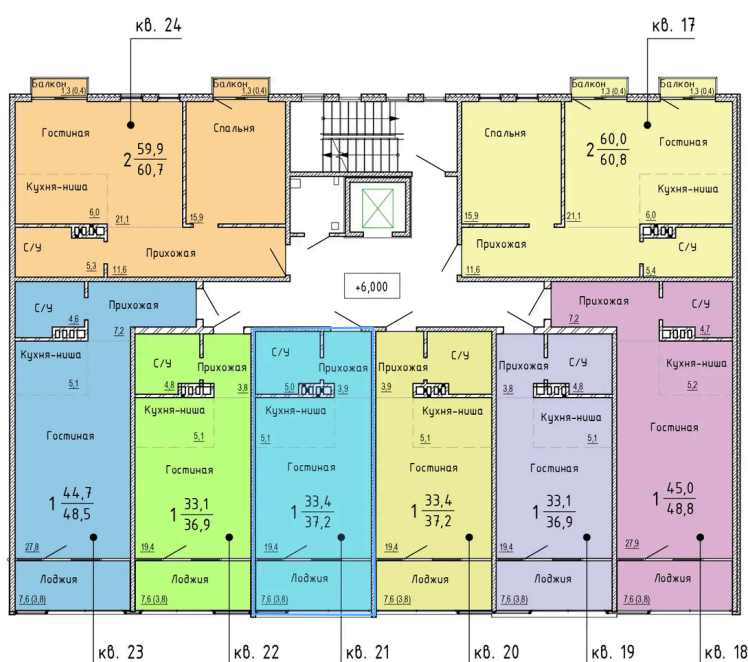 кв. 24
кв. 17
Балкон
1,3 (0,4)
Балкон
1,3 (0,4)
Балкон
1,3 (0,4)
Балкон
1,3 (0,4)
Гостиная
2 59,9
60,7
Кухня-ниша
6,0
21,1
Спальня
15,9
С/У
5,3
Прихожая
11,6
Спальня
15,9
2 60,0
60,8
Гостиная
Кухня-ниша
6,0
21,1
Прихожая
11,6
С/У
5,4
+6,000
С/У
4,6
Прихожая
7,2
Кухня-ниша
5,1
Гостиная
1 44,7
48,5
27,8
Лоджия
7,6 (3,8)
С/У
4,8
Прихожая
3,8
Кухня-ниша
5,1
Гостиная
1 33,1
36,9
19,4
Лоджия
7,6 (3,8)
С/У
5,0
Прихожая
3,9
Кухня-ниша
5,1
Гостиная
1 33,4
37,2
19,4
Лоджия
7,6 (3,8)
С/У
4,8
Прихожая
3,9
Кухня-ниша
5,1
Гостиная
1 33,4
37,2
19,4
Лоджия
7,6 (3,8)
Прихожая
3,8
С/У
4,8
Кухня-ниша
5,1
Гостиная
1 33,1
36,9
19,4
Лоджия
7,6 (3,8)
Прихожая
7,2
С/У
4,7
Кухня-ниша
5,2
Гостиная
1 45,0
48,8
27,9
Лоджия
7,6 (3,8)
кв. 23
кв. 22
кв. 21
кв. 20
кв. 19
кв. 18